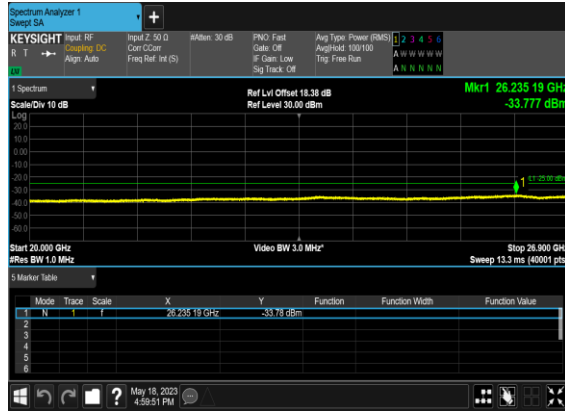 Spectrum Analyzer 1
Swept SA
+
KEYSIGHT Input: RF Input Z: 50 Ω #Atten: 30 dB PNO: Fast Avg Type: Power (RMS) 1 2 3 4 5 6
R T Coupling: DC Corr CCorr Gate: Off Avg|Hold: 100/100 A W W W W W
Align: Auto Freq Ref: Int (S) IF Gain: Low Trig: Free Run
Sig Track: Off A N N N N N
1 Spectrum Ref Lvl Offset 18.38 dB Mkr1 26.235 19 GHz
Scale/Div 10 dB Ref Level 30.00 dBm -33.777 dBm
Log
20.0
10.0
0.00
-10.0
-20.0
-30.0
-40.0
-50.0
-60.0
1
L1 -25.00 dBm
Start 20.000 GHz Video BW 3.0 MHz* Stop 26.900 GHz
#Res BW 1.0 MHz Sweep 13.3 ms (40001 pts)
5 Marker Table
Mode Trace Scale X Y Function Function Width Function Value
1 N 1 f 26.235 19 GHz -33.78 dBm
2
3
4
5
6
? May 18, 2023
4:59:51 PM